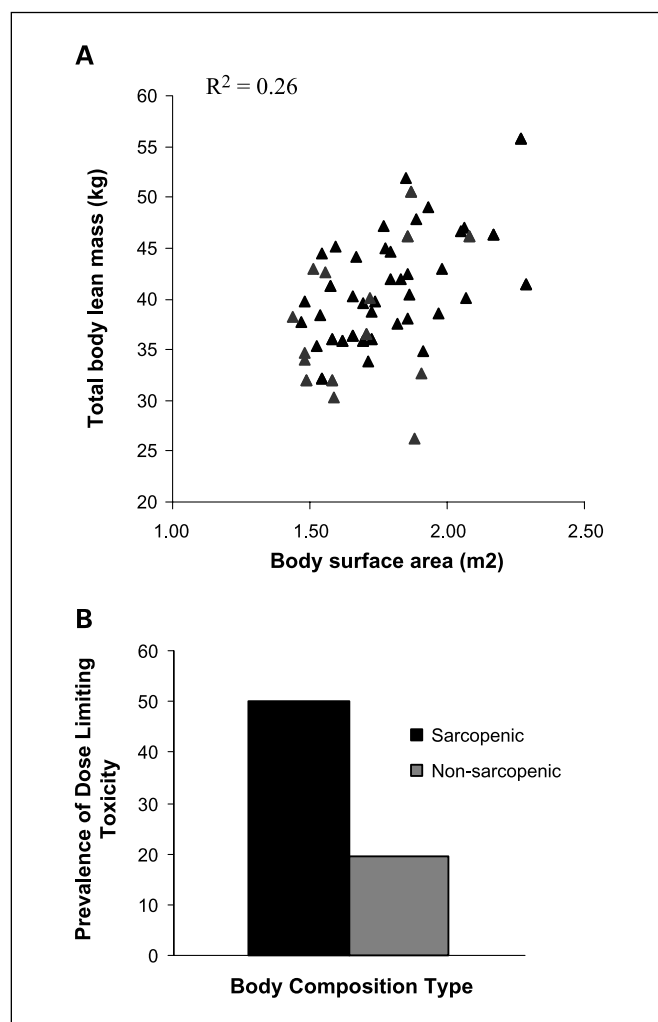 A
R² = 0.26
60
55
50
45
40
35
30
25
20
Total body lean mass (kg)
1.00 1.50 2.00 2.50
Body surface area (m2)
B
60
50
40
30
20
10
0
Prevalence of Dose Limiting
Toxicity
Sarcopenic
Non-sarcopenic
Body Composition Type